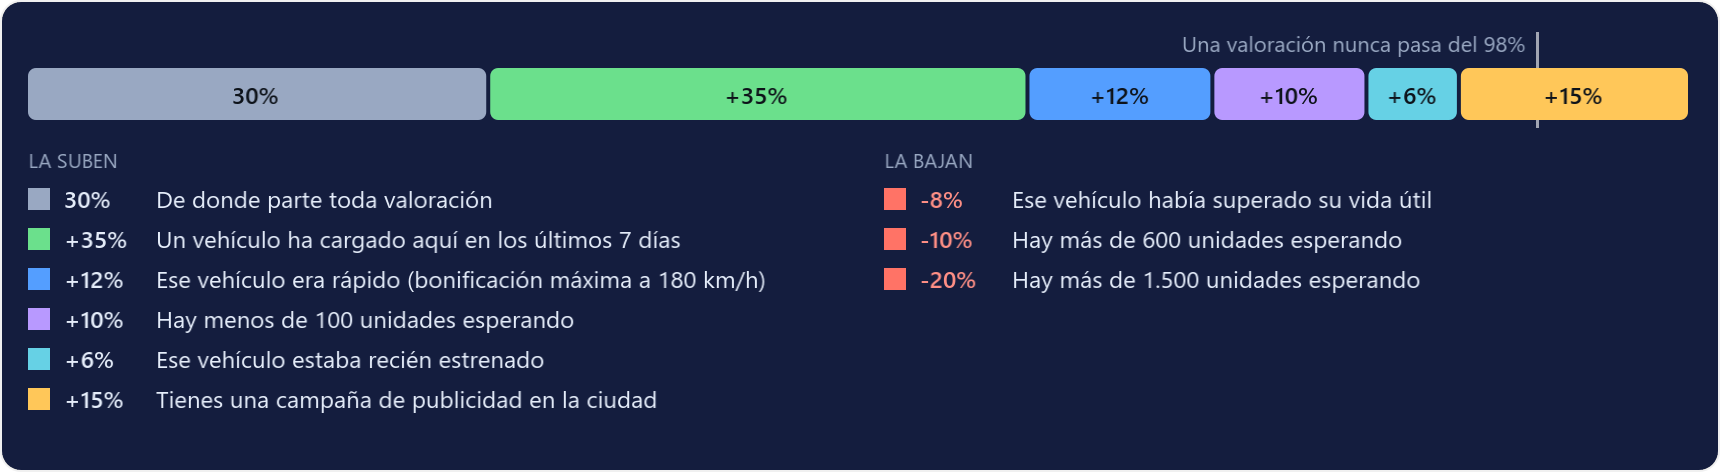 Una valoración nunca pasa del 98%
30% +35% +12% +10% +6% +15%
LA SUBEN
30% De donde parte toda valoración
+35% Un vehículo ha cargado aquí en los últimos 7 días
+12% Ese vehículo era rápido (bonificación máxima a 180 km/h)
+10% Hay menos de 100 unidades esperando
+6% Ese vehículo estaba recién estrenado
+15% Tienes una campaña de publicidad en la ciudad
LA BAJAN
-8% Ese vehículo había superado su vida útil
-10% Hay más de 600 unidades esperando
-20% Hay más de 1.500 unidades esperando